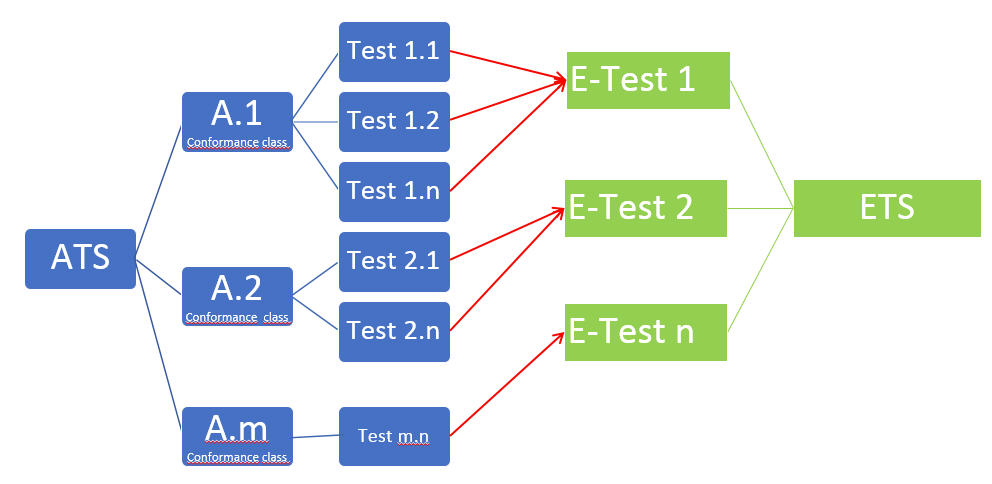 ATS
A.1
Conformance class
A.2
Conformance class
A.m
Conformance class
Test 1.1
Test 1.2
Test 1.n
Test 2.1
Test 2.n
Test m.n
E-Test 1
E-Test 2
E-Test n
ETS